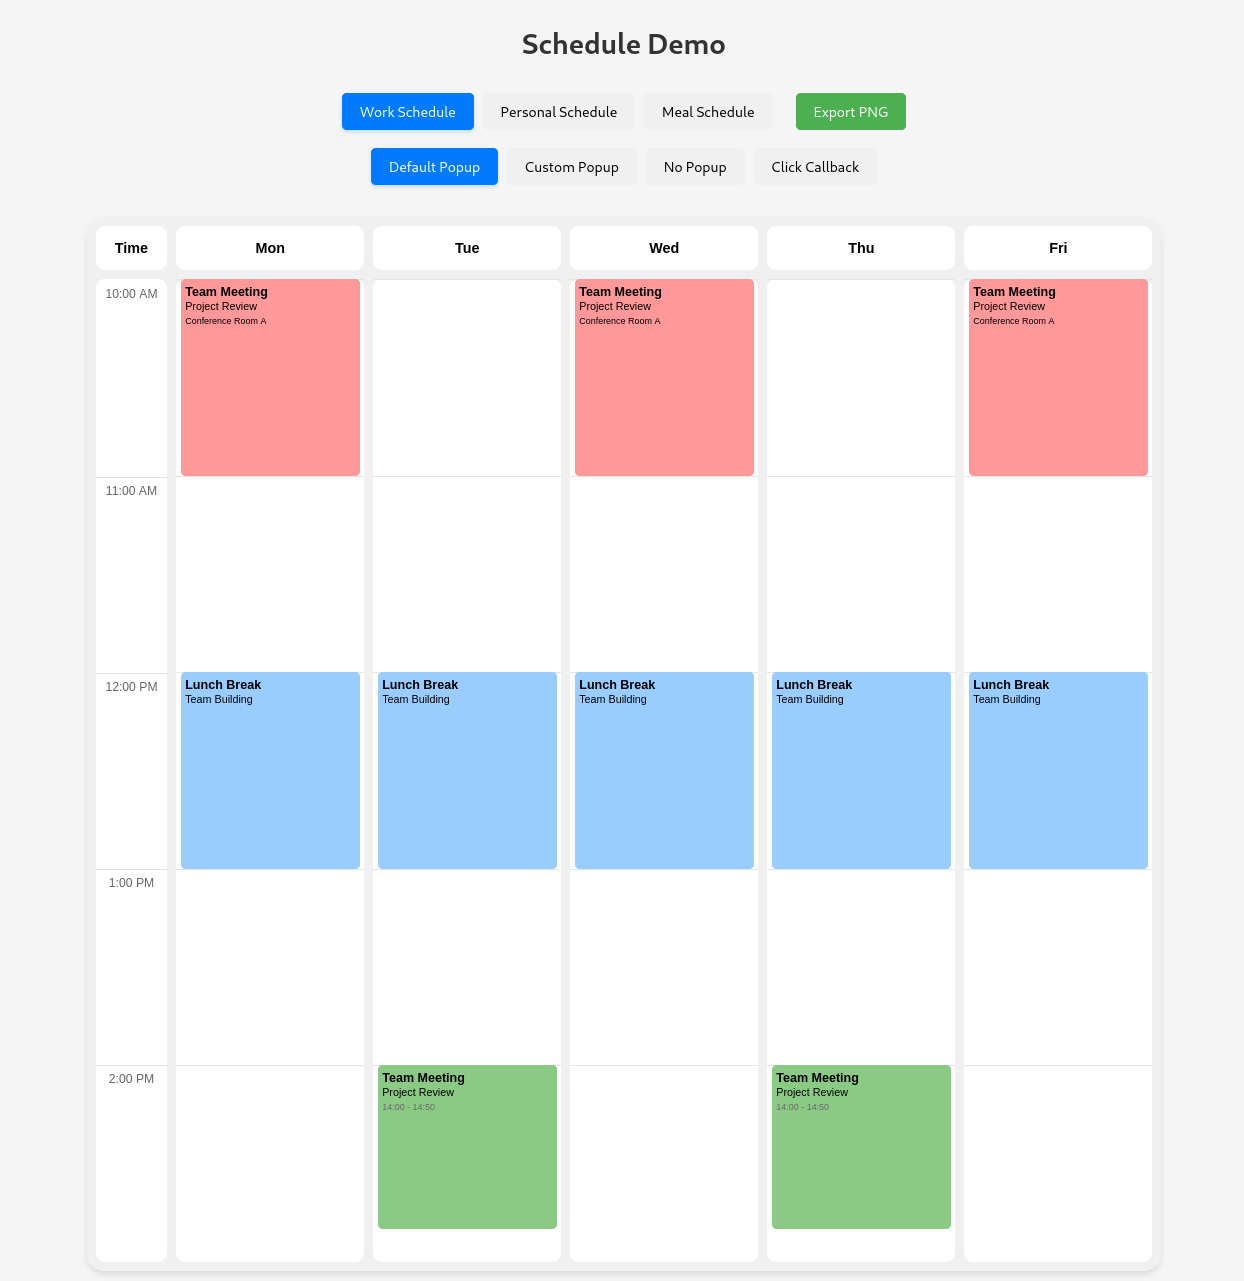 Schedule Demo
Work Schedule Personal Schedule Meal Schedule Export PNG
Default Popup Custom Popup No Popup Click Callback
Time Mon Tue Wed Thu Fri
10:00 AM
Team Meeting Team Meeting Team Meeting
Project Review Project Review Project Review
Conference Room A Conference Room A Conference Room A
11:00 AM
12:00 PM
Lunch Break Lunch Break Lunch Break Lunch Break Lunch Break
Team Building Team Building Team Building Team Building Team Building
1:00 PM
2:00 PM
Team Meeting Team Meeting
Project Review Project Review
14:00 - 14:50 14:00 - 14:50